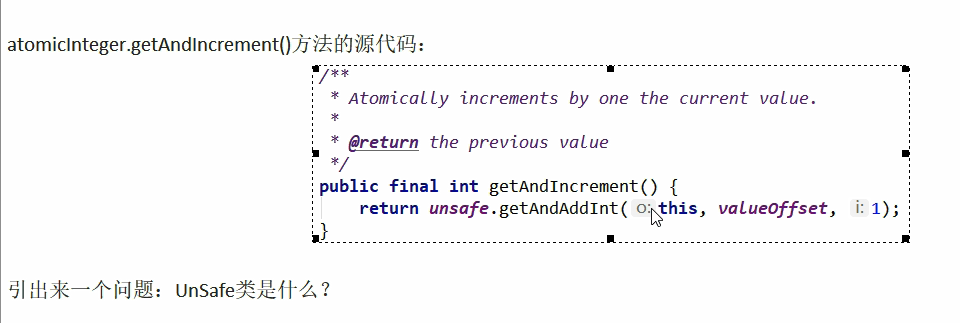 atomicInteger.getAndIncrement()方法的源代码：
/**
 * Atomically increments by one the current value.
 *
 * @return the previous value
 */
public final int getAndIncrement() {
    return unsafe.getAndAddInt( o: this, valueOffset, i: 1);
}
引出来一个问题：UnSafe类是什么？